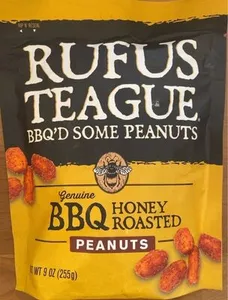 RUFUS
TEAGUE
BBQ'D SOME PEANUTS
Genuine
BBQ HONEY
ROASTED
PEANUTS
WT 9 OZ (255g)